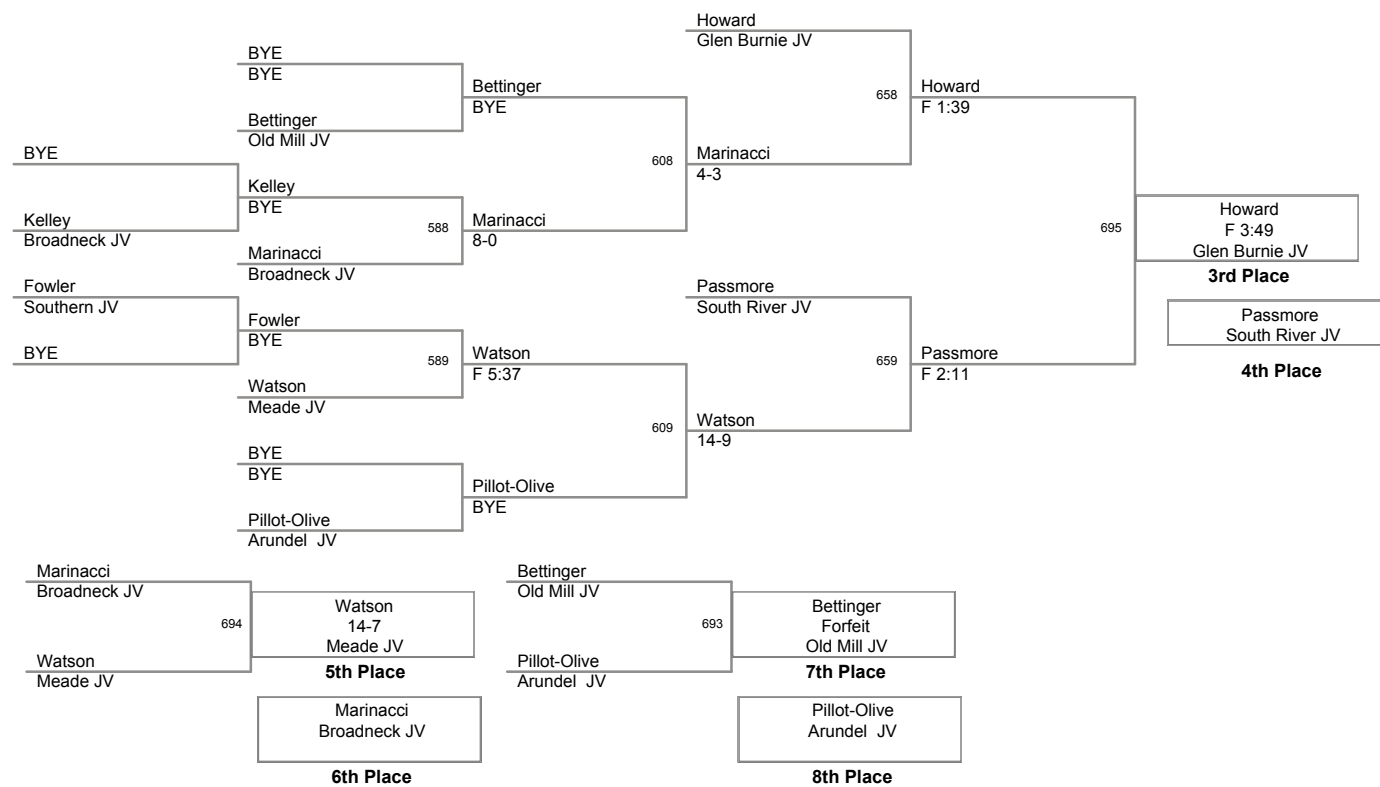 Howard
Glen Burnie JV
BYE
BYE
Bettinger
BYE
658
Howard
F 1:39
Bettinger
Old Mill JV
BYE
608
Marinacci
4-3
Kelley
BYE
Kelley
Broadneck JV
588
Marinacci
8-0
695
Howard
F 3:49
Glen Burnie JV
3rd Place
Marinacci
Broadneck JV
Fowler
Southern JV
Passmore
South River JV
Passmore
South River JV
4th Place
Fowler
BYE
BYE
589
Watson
F 5:37
659
Passmore
F 2:11
Watson
Meade JV
609
Watson
14-9
BYE
BYE
Pillot-Olive
BYE
Pillot-Olive
Arundel  JV
Marinacci
Broadneck JV
694
Watson
14-7
Meade JV
5th Place
Watson
Meade JV
Marinacci
Broadneck JV
6th Place
Bettinger
Old Mill JV
693
Bettinger
Forfeit
Old Mill JV
7th Place
Pillot-Olive
Arundel  JV
Pillot-Olive
Arundel  JV
8th Place